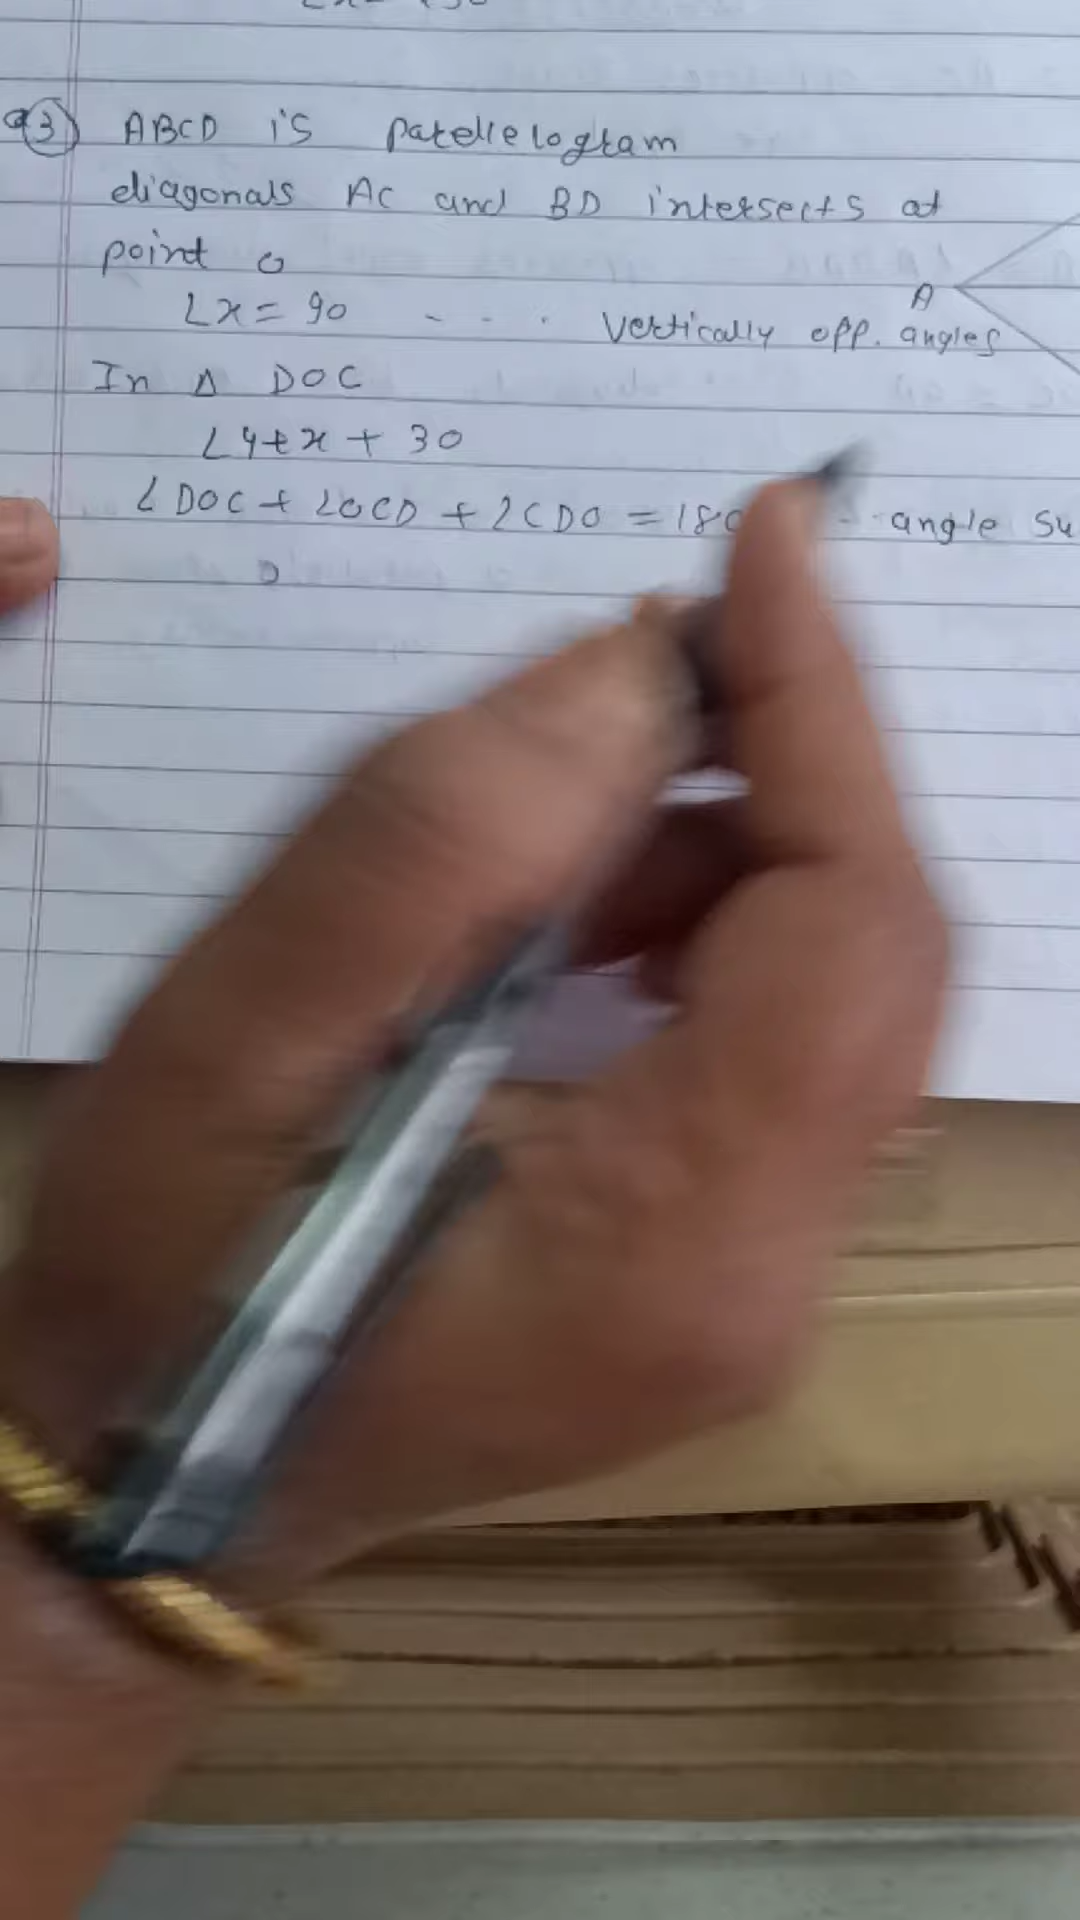 Q3) ABCD is parellelogram
diagonals AC and BD intersects at
point O
A
∠x = 90 - - . vertically opp. angles
In Δ DOC
∠y + x + 30
∠DOC + ∠OCD + ∠CDO = 180 - angle su